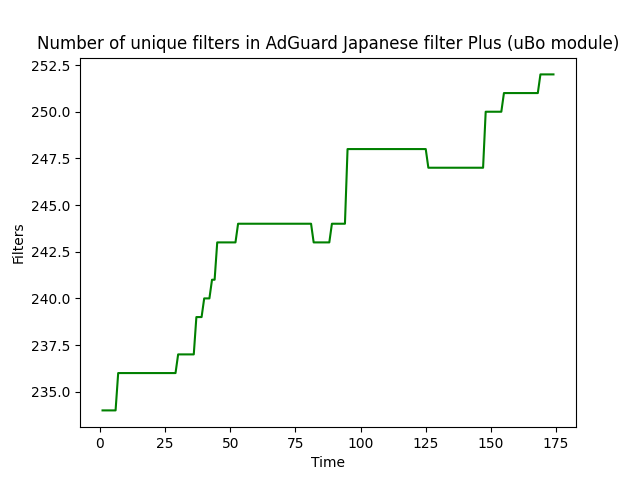 Number of unique filters in AdGuard Japanese filter Plus (uBo module)
252.5
250.0
247.5
245.0
242.5
240.0
237.5
235.0
Filters
0 25 50 75 100 125 150 175
Time